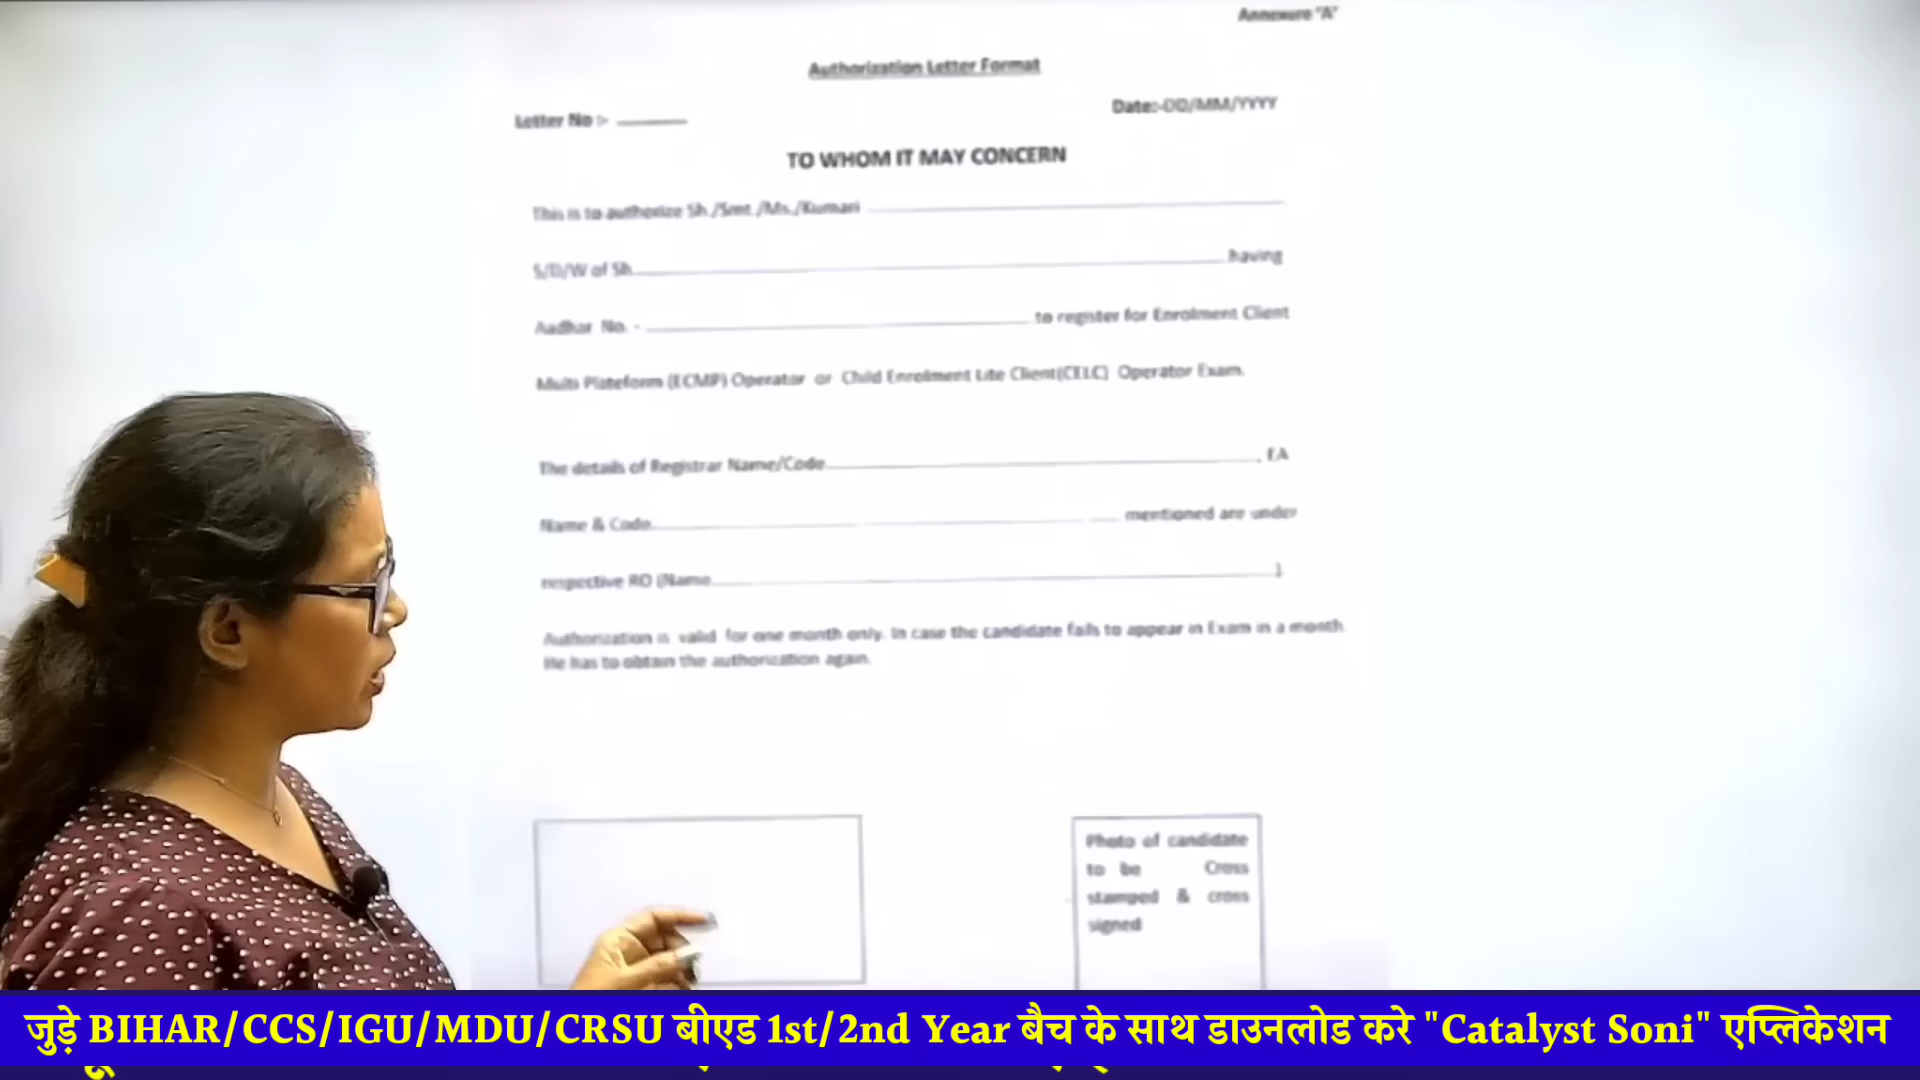 Annexure "A"
Authorization Letter Format
Letter No :- ________ Date:-DD/MM/YYYY
TO WHOM IT MAY CONCERN
This is to authorize Sh./Smt./Ms./Kumari
S/D/W of Sh having
Aadhar No. - to register for Enrolment Client
Multi Plateform (ECMP) Operator or Child Enrolment Lite Client(CELC) Operator Exam.
The details of Registrar Name/Code , EA
Name & Code mentioned are under
respective RO (Name )
Authorization is valid for one month only. In case the candidate fails to appear in Exam in a month.
He has to obtain the authorization again.
Photo of candidate
to be Cross
stamped & cross
signed
जुड़े BIHAR/CCS/IGU/MDU/CRSU बीएड 1st/2nd Year बैच के साथ डाउनलोड करे "Catalyst Soni" एप्लिकेशन